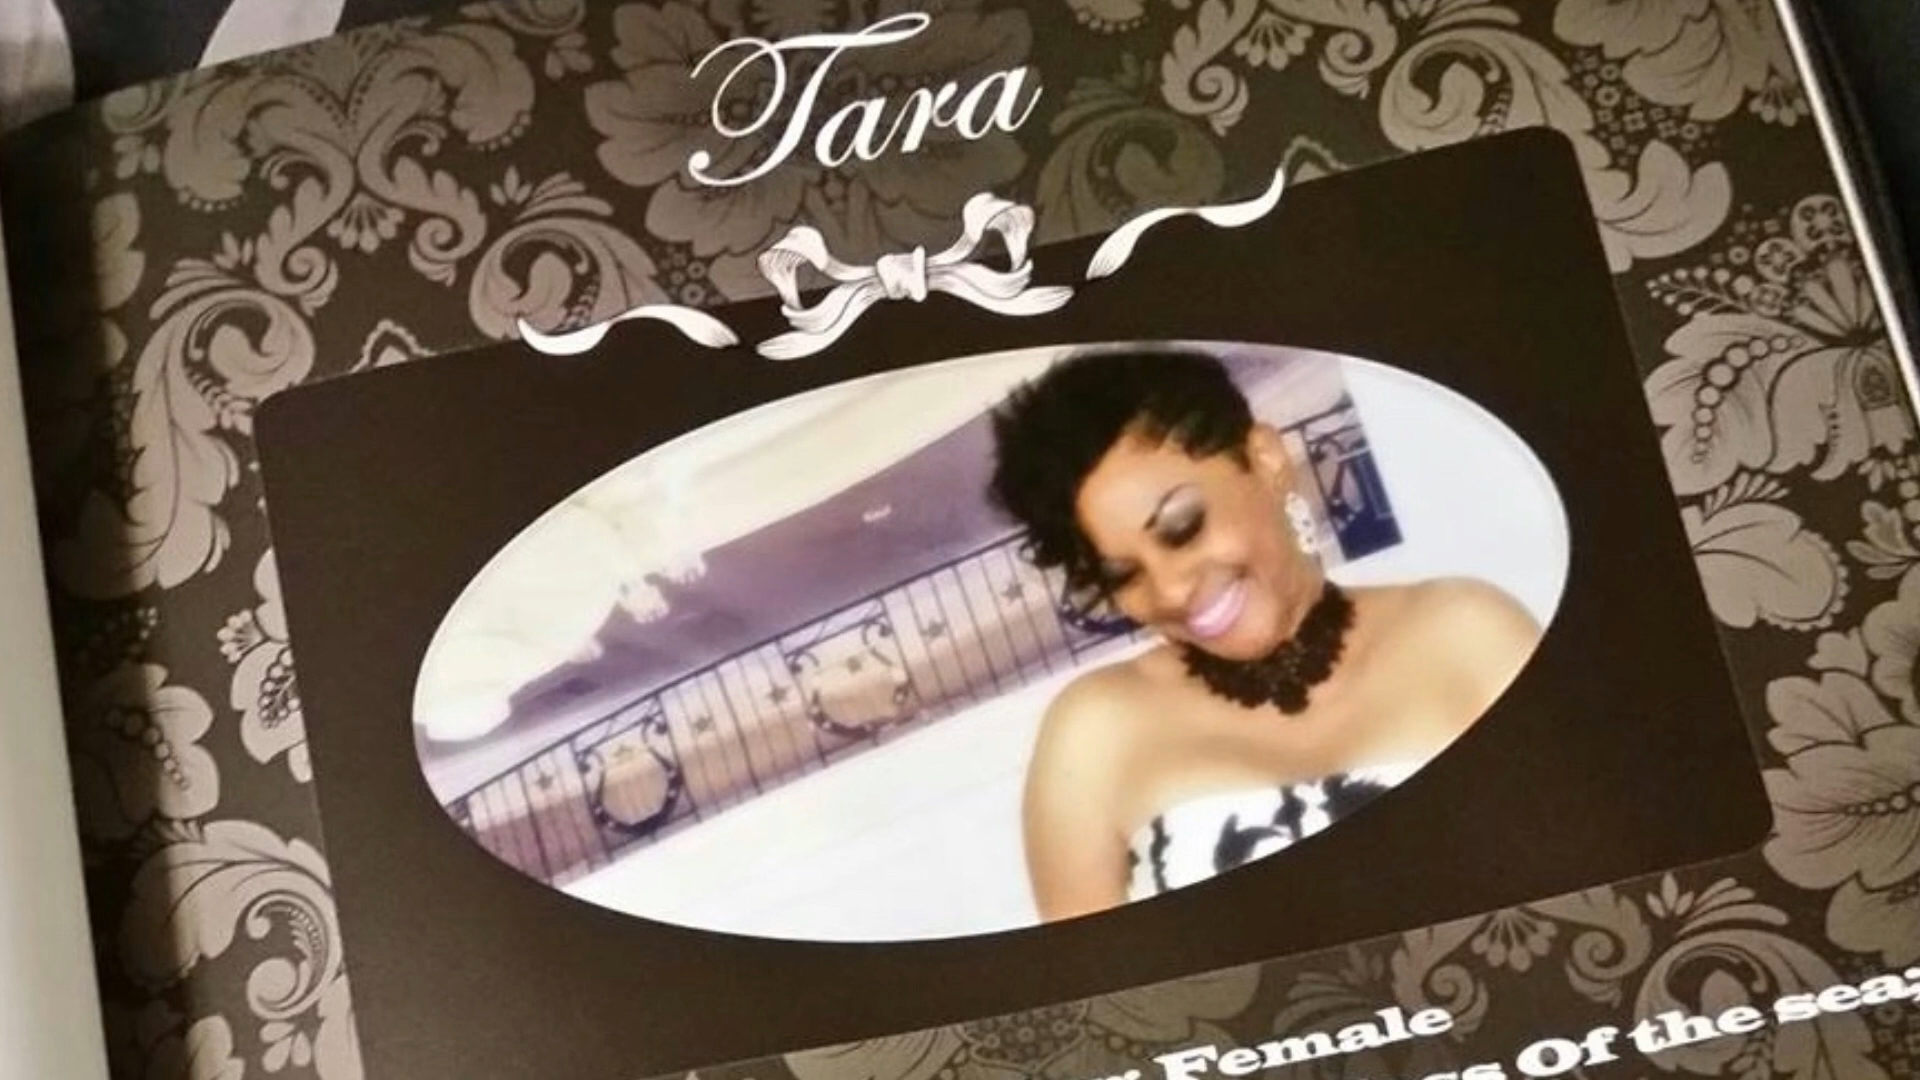 Tara
Female
Of the sea;